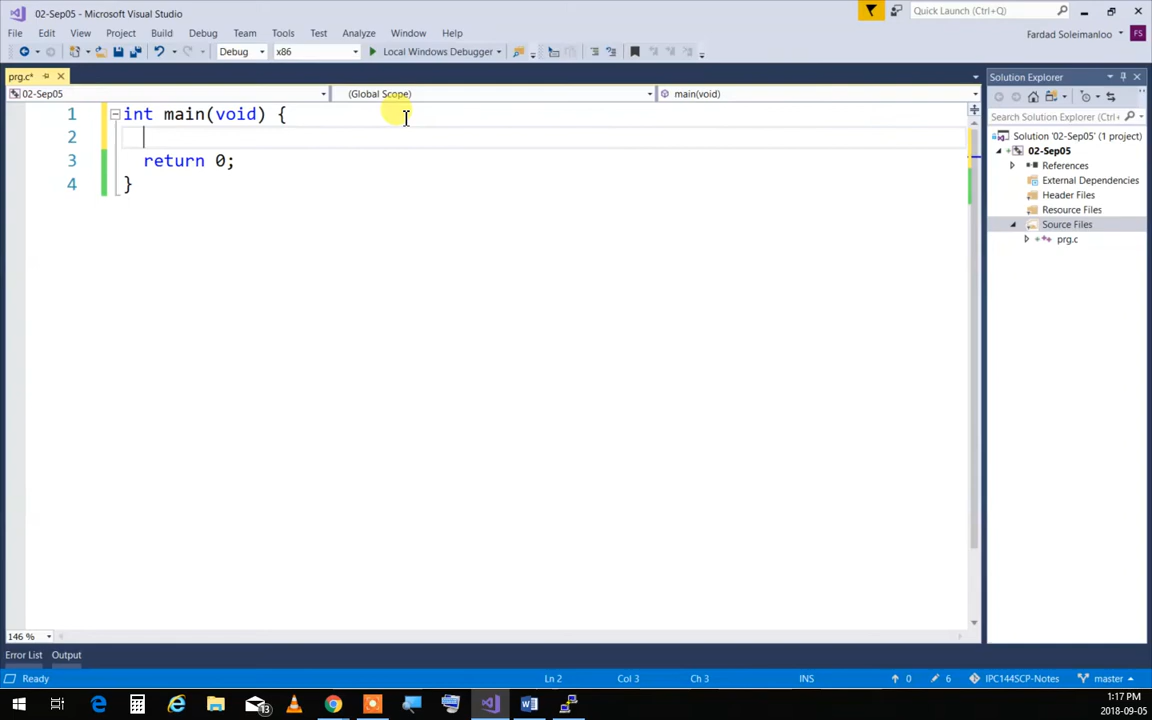 02-Sep05 - Microsoft Visual Studio
Quick Launch (Ctrl+Q)
File Edit View Project Build Debug Team Tools Test Analyze Window Help
Fardad Soleimanloo
FS
Debug x86 Local Windows Debugger
prg.c*
02-Sep05 (Global Scope) main(void)
1 int main(void) {
2
3 return 0;
4 }
Solution Explorer
Search Solution Explorer (Ctrl+;)
Solution '02-Sep05' (1 project)
02-Sep05
References
External Dependencies
Header Files
Resource Files
Source Files
prg.c
146 %
Error List Output
Ready Ln 2 Col 3 Ch 3 INS 0 6 IPC144SCP-Notes master
1:17 PM
2018-09-05